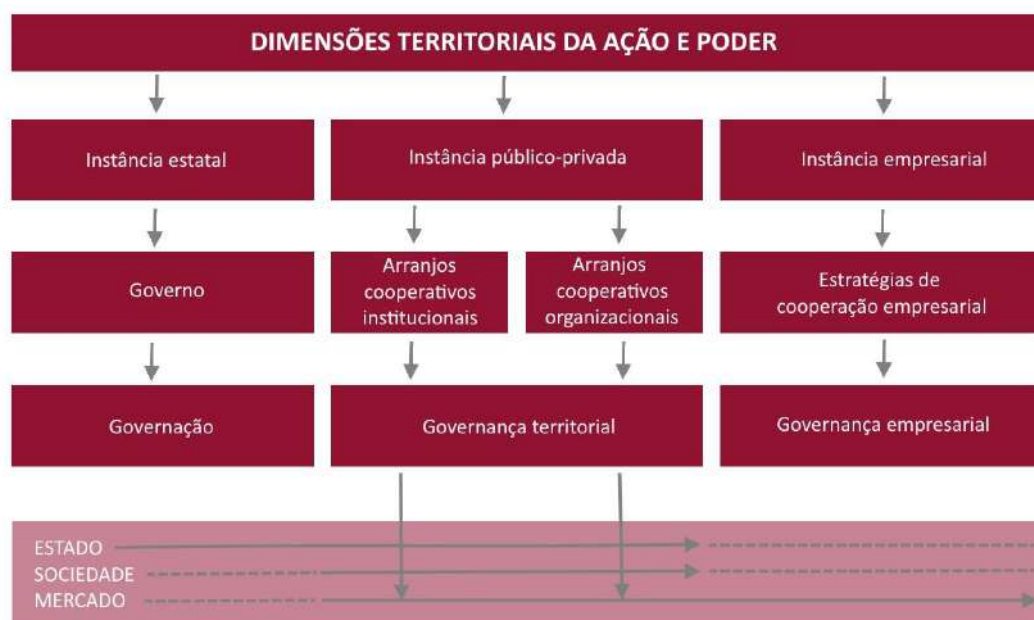 DIMENSÕES TERRITORIAIS DA AÇÃO E PODER
Instância estatal
Instância público-privada
Instância empresarial
Governo
Arranjos
cooperativos
institucionais
Arranjos
cooperativos
organizacionais
Estratégias de
cooperação empresarial
Governação
Governança territorial
Governança empresarial
ESTADO
SOCIEDADE
MERCADO